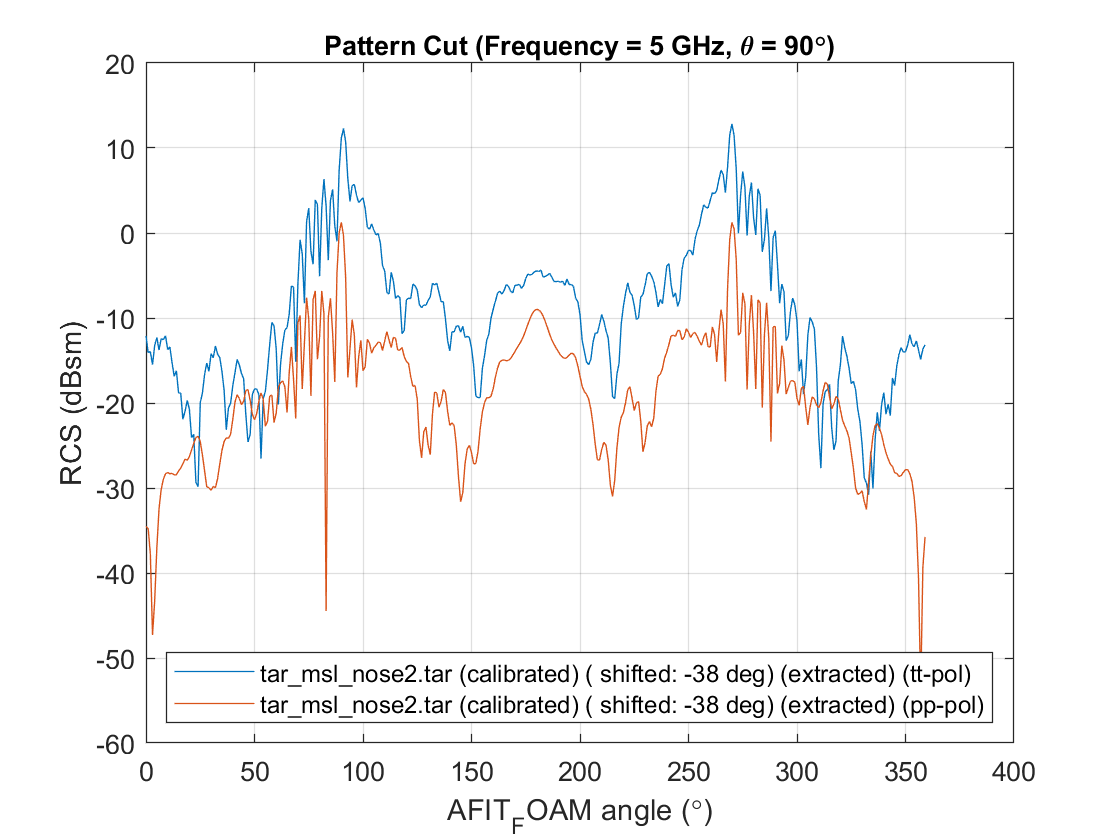 Pattern Cut (Frequency = 5 GHz, θ = 90°)
20
10
0
-10
-20
-30
-40
-50
-60
RCS (dBsm)
tar_msl_nose2.tar (calibrated) ( shifted: -38 deg) (extracted) (tt-pol)
tar_msl_nose2.tar (calibrated) ( shifted: -38 deg) (extracted) (pp-pol)
0 50 100 150 200 250 300 350 400
AFIT_FOAM angle (°)